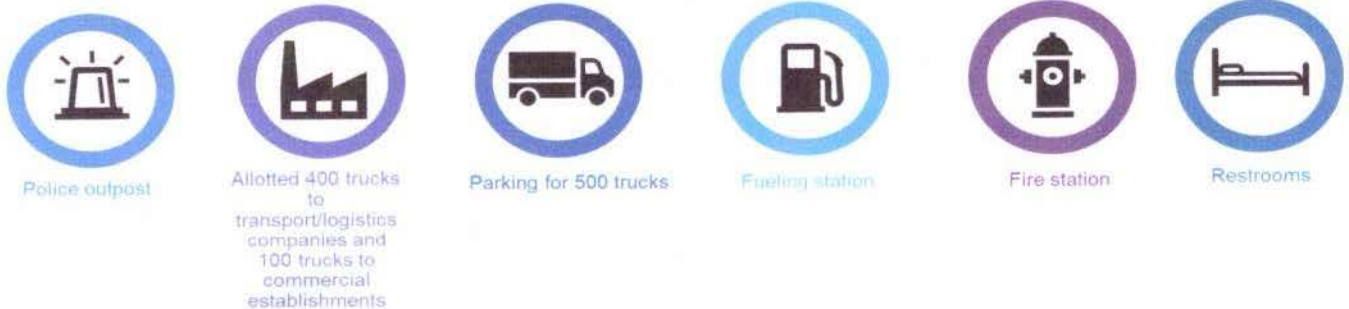 Police outpost
Allotted 400 trucks
to
transport/logistics
companies and
100 trucks to
commercial
establishments
Parking for 500 trucks
Fueling station
Fire station
Restrooms